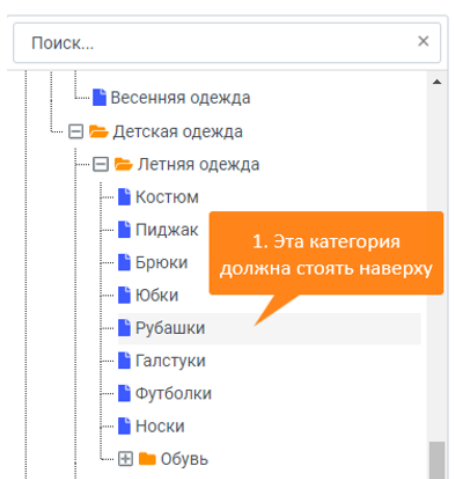 Поиск...
Весенняя одежда
Детская одежда
Летняя одежда
Костюм
Пиджак
1. Эта категория
должна стоять наверху
Брюки
Юбки
Рубашки
Галстуки
Футболки
Носки
Обувь